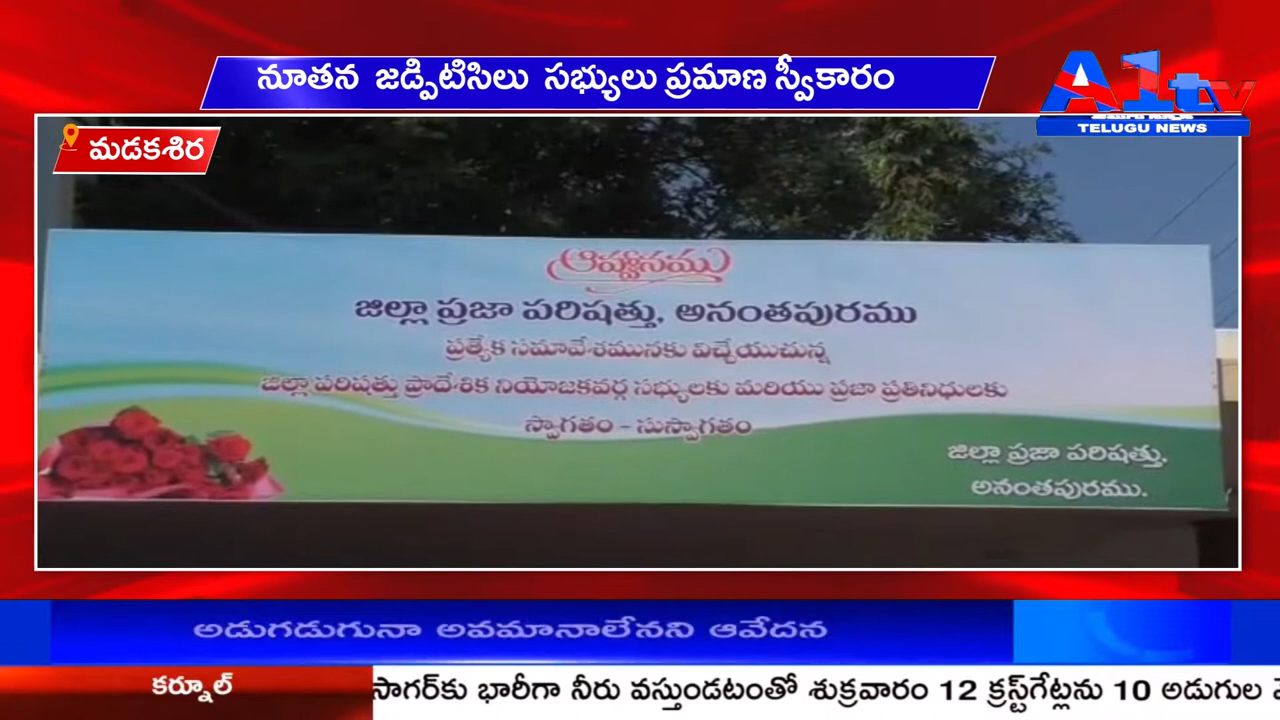 నూతన జడ్పిటిసిలు సభ్యులు ప్రమాణ స్వీకారం
A1tv
TELUGU NEWS
మడకశిర
ఆహ్వానము
జిల్లా ప్రజా పరిషత్తు, అనంతపురము
ప్రత్యేక సమావేశమునకు విచ్చేయుచున్న
జిల్లా పరిషత్తు ప్రాదేశిక నియోజకవర్గ సభ్యులకు మరియు ప్రజా ప్రతినిధులకు
స్వాగతం - సుస్వాగతం
జిల్లా ప్రజా పరిషత్తు,
అనంతపురము.
అడుగడుగునా అవమానాలేనని ఆవేదన
కర్నూల్
సాగర్‌కు భారీగా నీరు వస్తుండటంతో శుక్రవారం 12 క్రస్ట్‌గేట్లను 10 అడుగుల